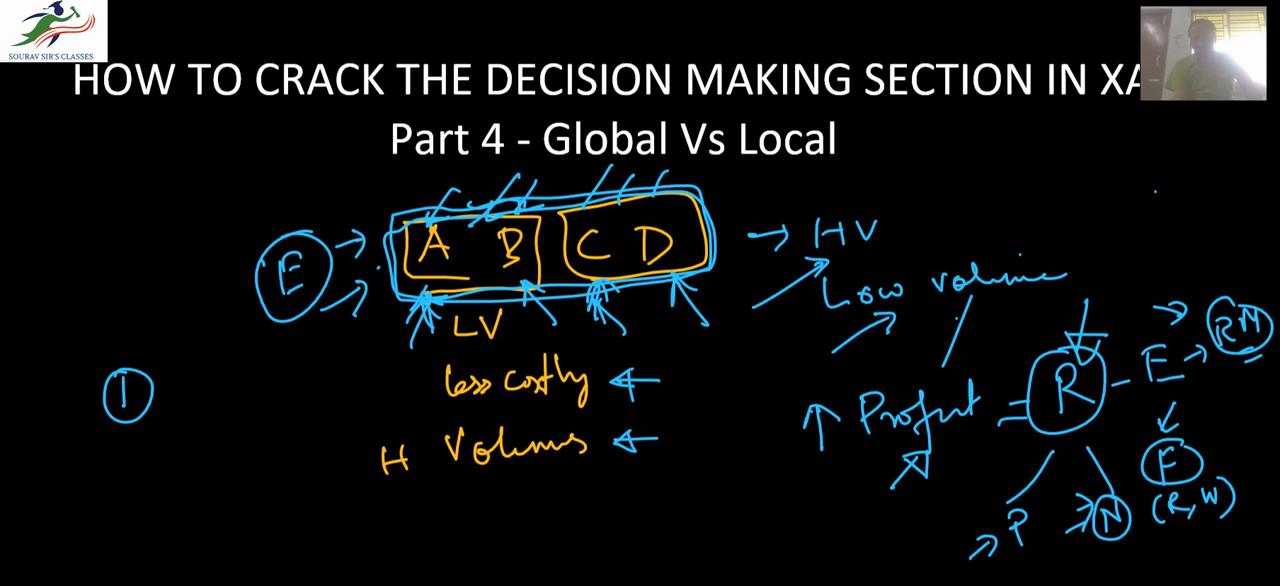 SOURAV SIR'S CLASSES
HOW TO CRACK THE DECISION MAKING SECTION IN XA
Part 4 - Global Vs Local
E A B C D → HV
LV Low volume
less costly
H Volumes
1
↑ Profit = R - E → RM
F
P N (R, W)